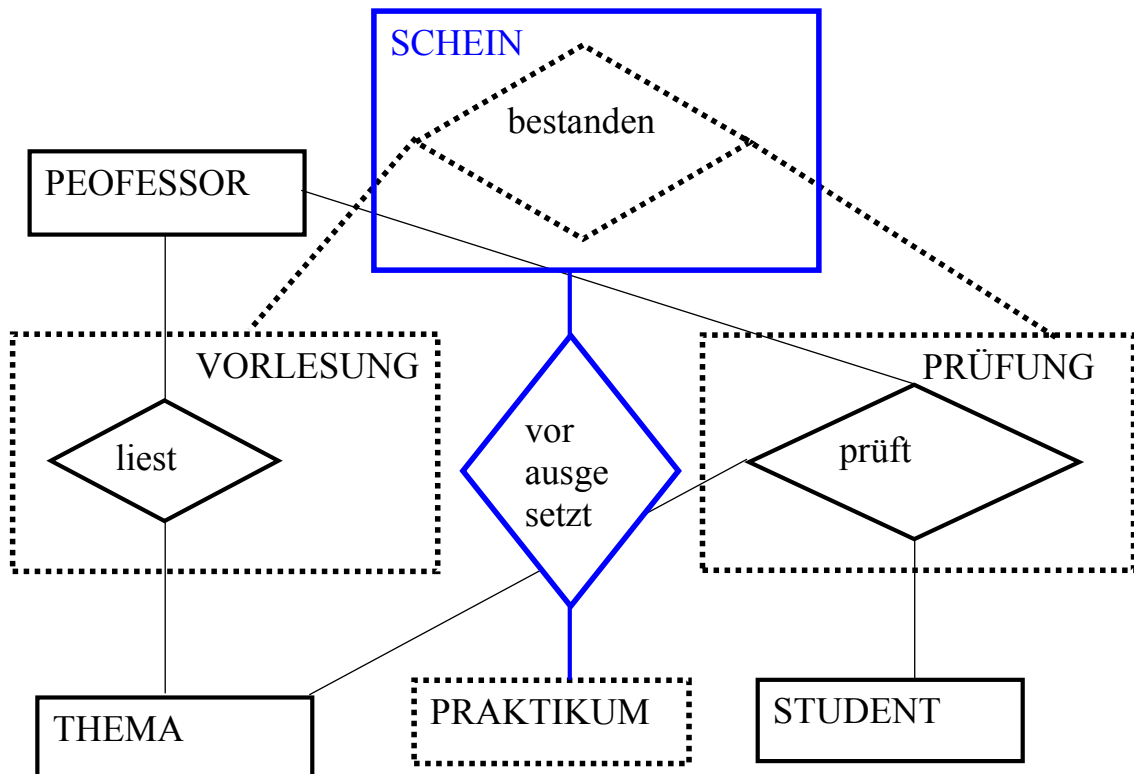 SCHEIN
bestanden
PEOFESSOR
VORLESUNG
PRÜFUNG
liest
vor
ausge
setzt
prüft
THEMA
PRAKTIKUM
STUDENT